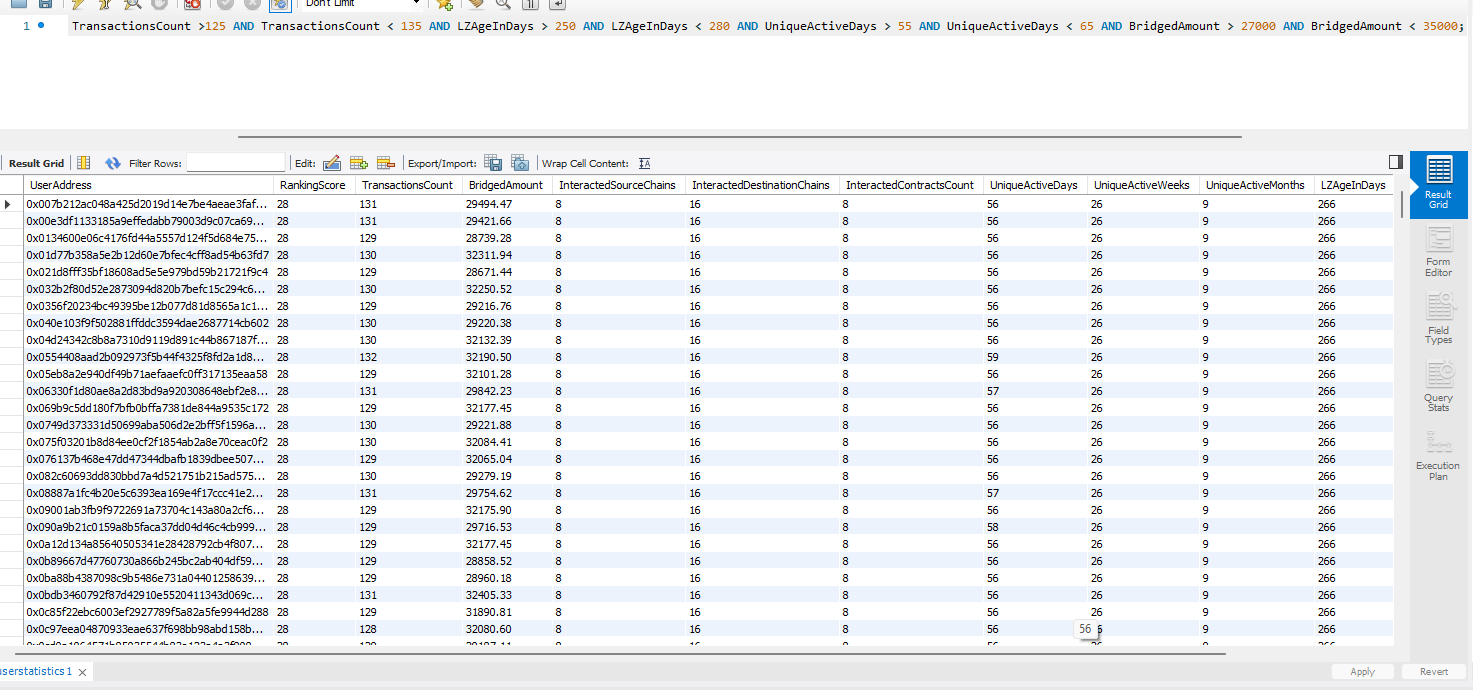 Don't Limit
1 TransactionsCount >125 AND TransactionsCount < 135 AND LZAgeInDays > 250 AND LZAgeInDays < 280 AND UniqueActiveDays > 55 AND UniqueActiveDays < 65 AND BridgedAmount > 27000 AND BridgedAmount < 35000;
Result Grid Filter Rows: Edit: Export/Import: Wrap Cell Content: IA
UserAddress RankingScore TransactionsCount BridgedAmount InteractedSourceChains InteractedDestinationChains InteractedContractsCount UniqueActiveDays UniqueActiveWeeks UniqueActiveMonths LZAgeInDays
0x007b212ac048a425d2019d14e7be4aeae3faf... 28 131 29494.47 8 16 8 56 26 9 266
0x00e3df1133185a9effedabb79003d9c07ca69... 28 131 29421.66 8 16 8 56 26 9 266
0x0134600e06c4176fd44a5557d124f5d684e75... 28 129 28739.28 8 16 8 56 26 9 266
0x01d77b358a5e2b12d60e7bfec4cff8ad54b63fd7 28 130 32311.94 8 16 8 56 26 9 266
0x021d8fff35bf18608ad5e5e979bd59b21721f9c4 28 129 28671.44 8 16 8 56 26 9 266
0x032b2f80d52e2873094d820b7befc15c294c6... 28 130 32250.52 8 16 8 56 26 9 266
0x0356f20234bc49395be12b077d81d8565a1c1... 28 129 29216.76 8 16 8 56 26 9 266
0x040e103f9f502881ffddc3594dae2687714cb602 28 130 29220.38 8 16 8 56 26 9 266
0x04d24342c8b8a7310d9119d891c44b867187f... 28 130 32132.39 8 16 8 56 26 9 266
0x0554408aad2b092973f5b44f4325f8fd2a1d8... 28 132 32190.50 8 16 8 59 26 9 266
0x05eb8a2e940df49b71aefaaefc0ff317135eaa58 28 129 32101.28 8 16 8 56 26 9 266
0x06330f1d80ae8a2d83bd9a920308648ebf2e8... 28 131 29842.23 8 16 8 57 26 9 266
0x069b9c5dd180f7bfb0bffa7381de844a9535c172 28 129 32177.45 8 16 8 56 26 9 266
0x0749d373331d50699aba506d2e2bff5f1596a... 28 130 29221.88 8 16 8 56 26 9 266
0x075f03201b8d84ee0cf2f1854ab2a8e70ceac0f2 28 130 32084.41 8 16 8 56 26 9 266
0x076137b468e47dd47344dbafb1839dbee507... 28 129 32065.04 8 16 8 56 26 9 266
0x082c60693dd830bbd7a4d521751b215ad575... 28 130 29279.19 8 16 8 56 26 9 266
0x08887a1fc4b20e5c6393ea169e4f17ccc41e2... 28 131 29754.62 8 16 8 57 26 9 266
0x09001ab3fb9f9722691a73704c143a80a2cf6... 28 129 32175.90 8 16 8 56 26 9 266
0x090a9b21c0159a8b5faca37dd04d46c4cb999... 28 129 29716.53 8 16 8 58 26 9 266
0x0a12d134a85640505341e28428792cb4f807... 28 129 32177.45 8 16 8 56 26 9 266
0x0b89667d47760730a866b245bc2ab404df59... 28 129 28858.52 8 16 8 56 26 9 266
0x0ba88b4387098c9b5486e731a04401258639... 28 129 28960.18 8 16 8 56 26 9 266
0x0bdb3460792f87d42910e5520411343d069c... 28 131 32405.33 8 16 8 56 26 9 266
0x0c85f22ebc6003ef2927789f5a82a5fe9944d288 28 129 31890.81 8 16 8 56 26 9 266
0x0c97eea04870933eae637f698bb98abd158b... 28 128 32080.60 8 16 8 56 56 6 9 266
Result
Grid
Form
Editor
Field
Types
Query
Stats
Execution
Plan
userstatistics 1
Apply Revert